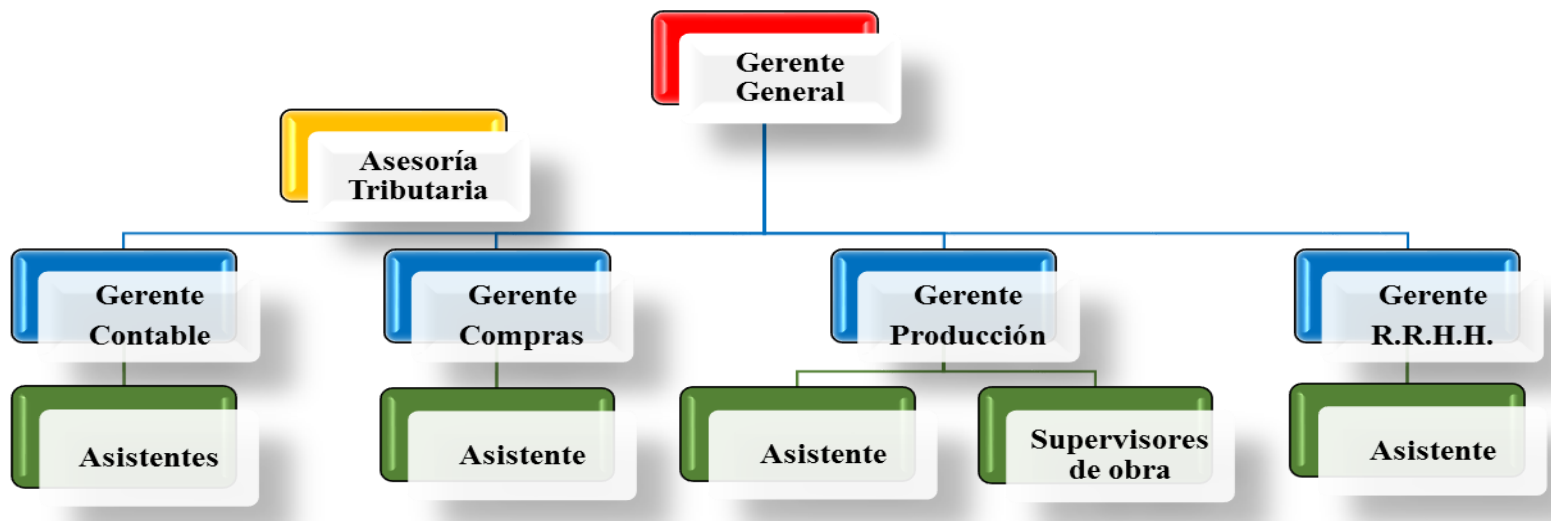 Gerente
General
Asesoría
Tributaria
Gerente
Contable
Gerente
Compras
Gerente
Producción
Gerente
R.R.H.H.
Asistentes
Asistente
Asistente
Supervisores
de obra
Asistente